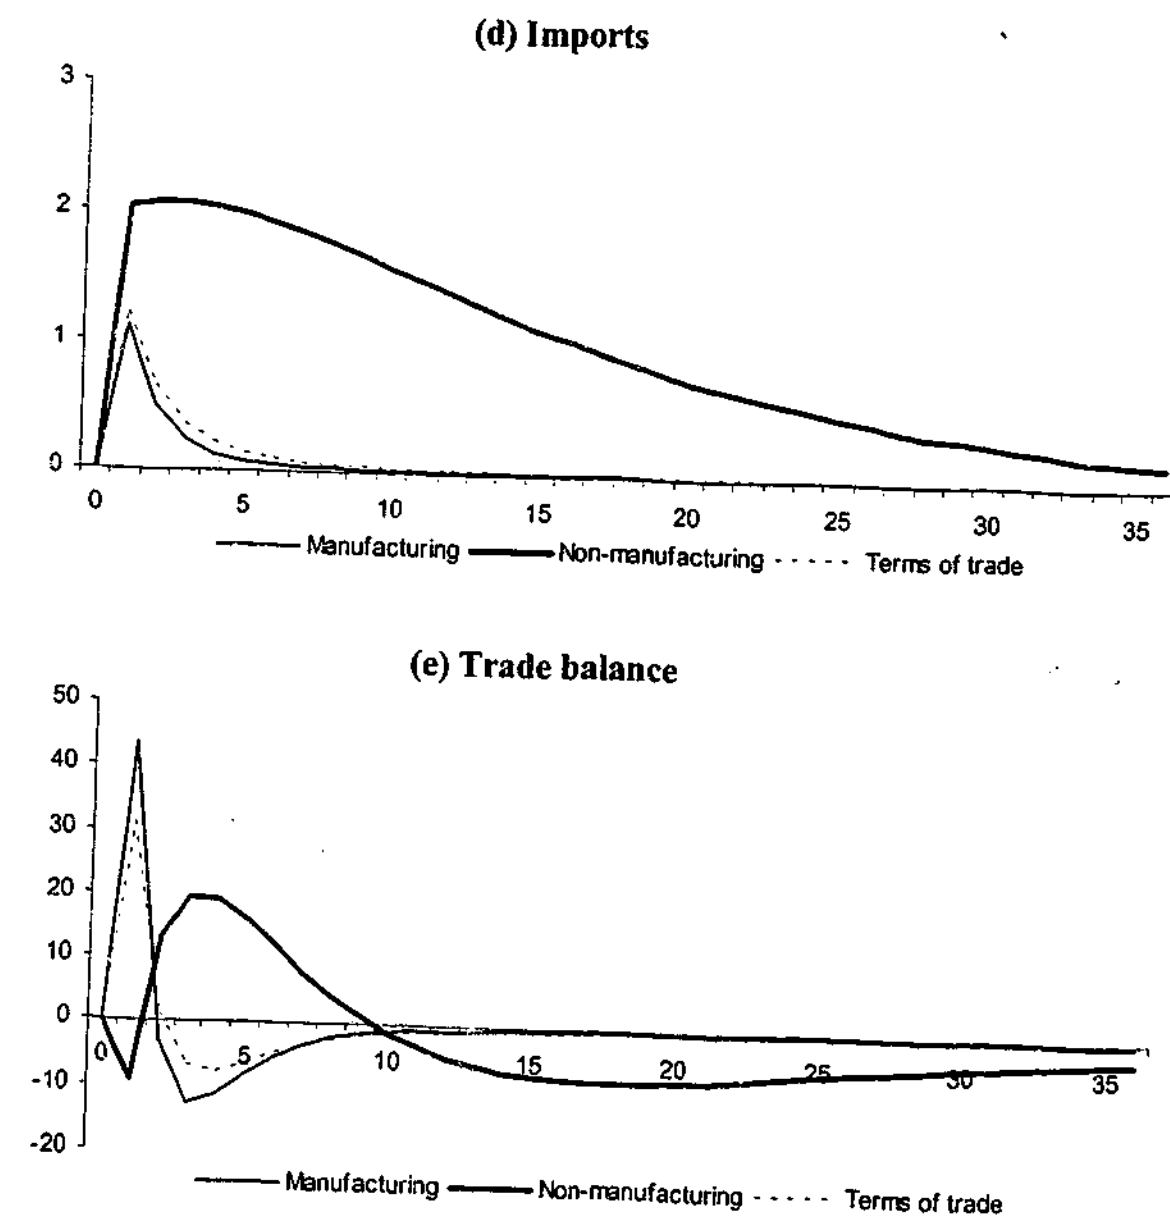 (d) Imports
3
2
1
0
0 5 10 15 20 25 30 35
Manufacturing Non-manufacturing Terms of trade
(e) Trade balance
50
40
30
20
10
0
-10
-20
0 5 10 15 20 25 30 35
Manufacturing Non-manufacturing Terms of trade